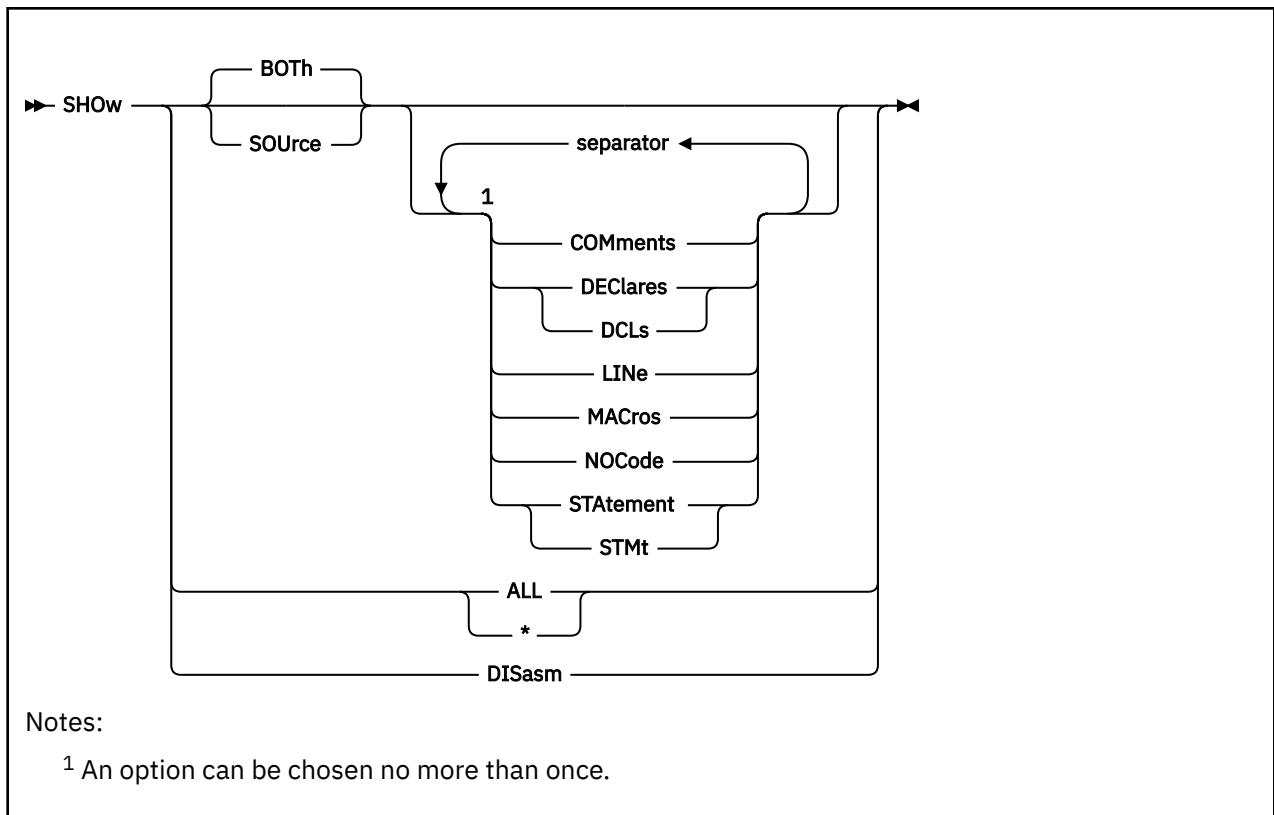 BOTh
SHOw
SOUrce
separator
1
COMments
DEClares
DCLs
LINe
MACros
NOCode
STAtement
STMt
ALL
*
DISasm
Notes:
1 An option can be chosen no more than once.